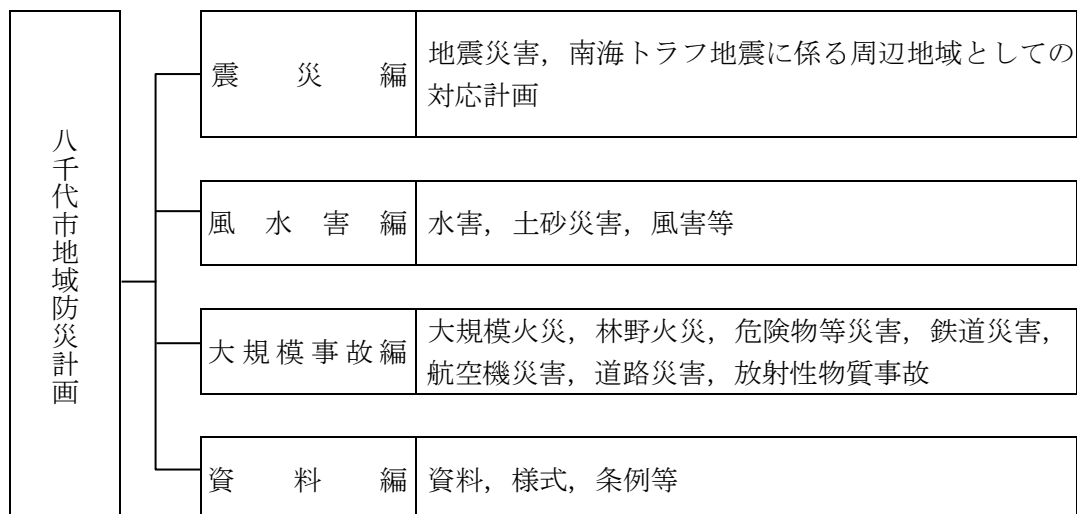 八千代市地域防災計画
震災編
地震災害，南海トラフ地震に係る周辺地域としての
対応計画
風水害編
水害，土砂災害，風害等
大規模事故編
大規模火災，林野火災，危険物等災害，鉄道災害，
航空機災害，道路災害，放射性物質事故
資料編
資料，様式，条例等